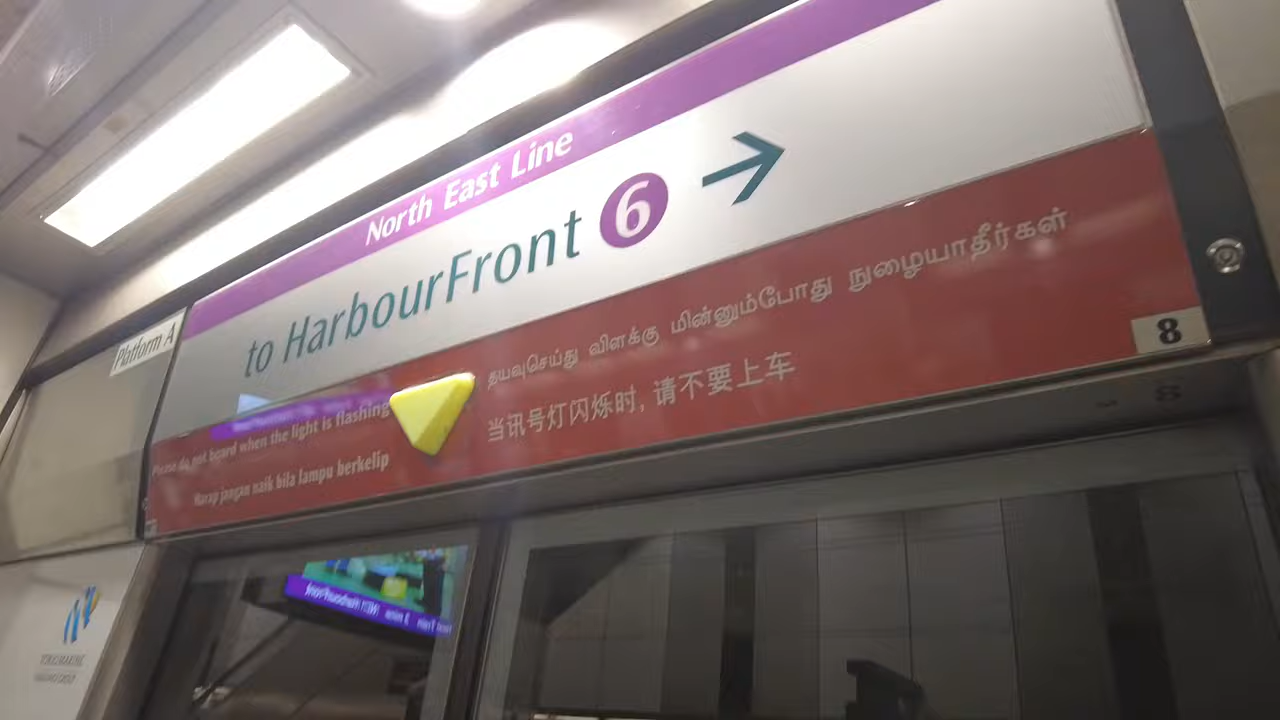 North East Line
to HarbourFront 6 →
Platform A
Please do not board when the light is flashing
Harap jangan naik bila lampu berkelip
தயவுசெய்து விளக்கு மின்னும்போது நுழையாதீர்கள்
当讯号灯闪烁时, 请不要上车
8